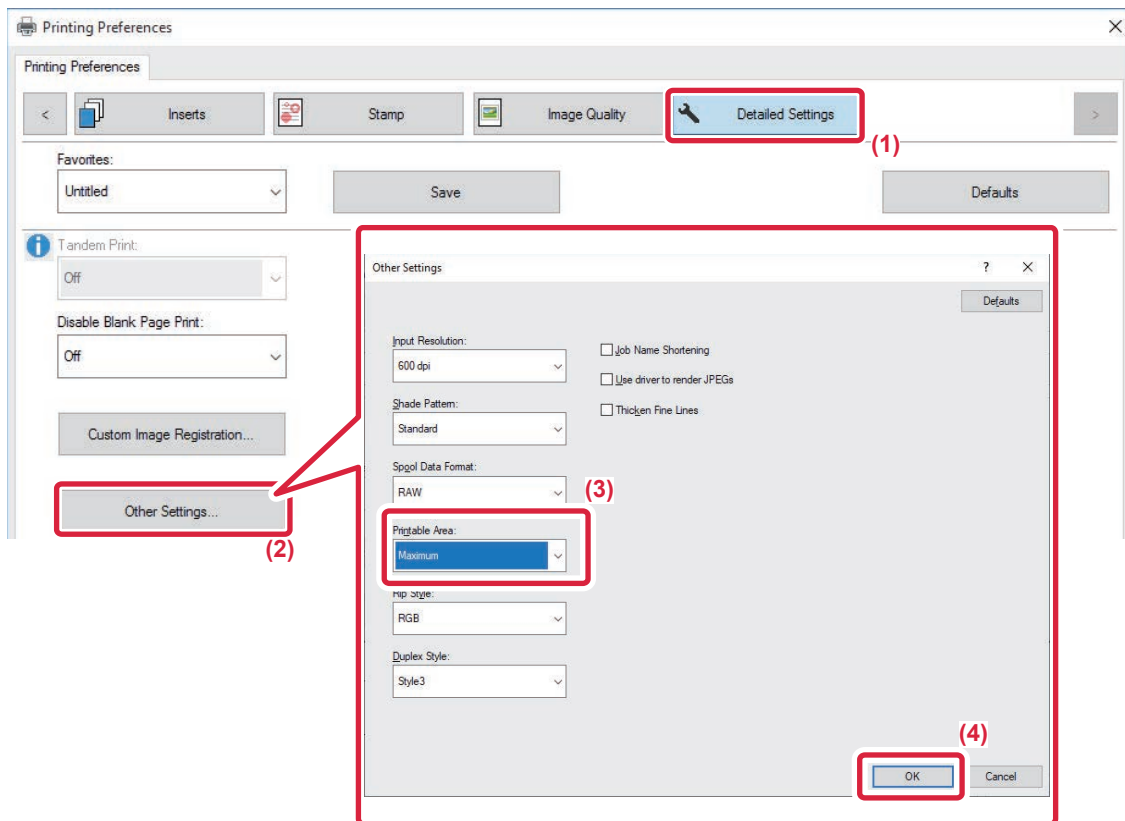 Printing Preferences
Printing Preferences
< Inserts Stamp Image Quality Detailed Settings >
(1)
Favorites:
Untitled Save Defaults
Tandem Print:
Off
Disable Blank Page Print:
Off
Custom Image Registration...
Other Settings...
(2)
Other Settings ?
Defaults
Input Resolution:
600 dpi
Job Name Shortening
Use driver to render JPEGs
Shade Pattern:
Standard
Thicken Fine Lines
Spool Data Format:
RAW
(3)
Printable Area:
Maximum
Rip Style:
RGB
Duplex Style:
Style3
(4)
OK Cancel